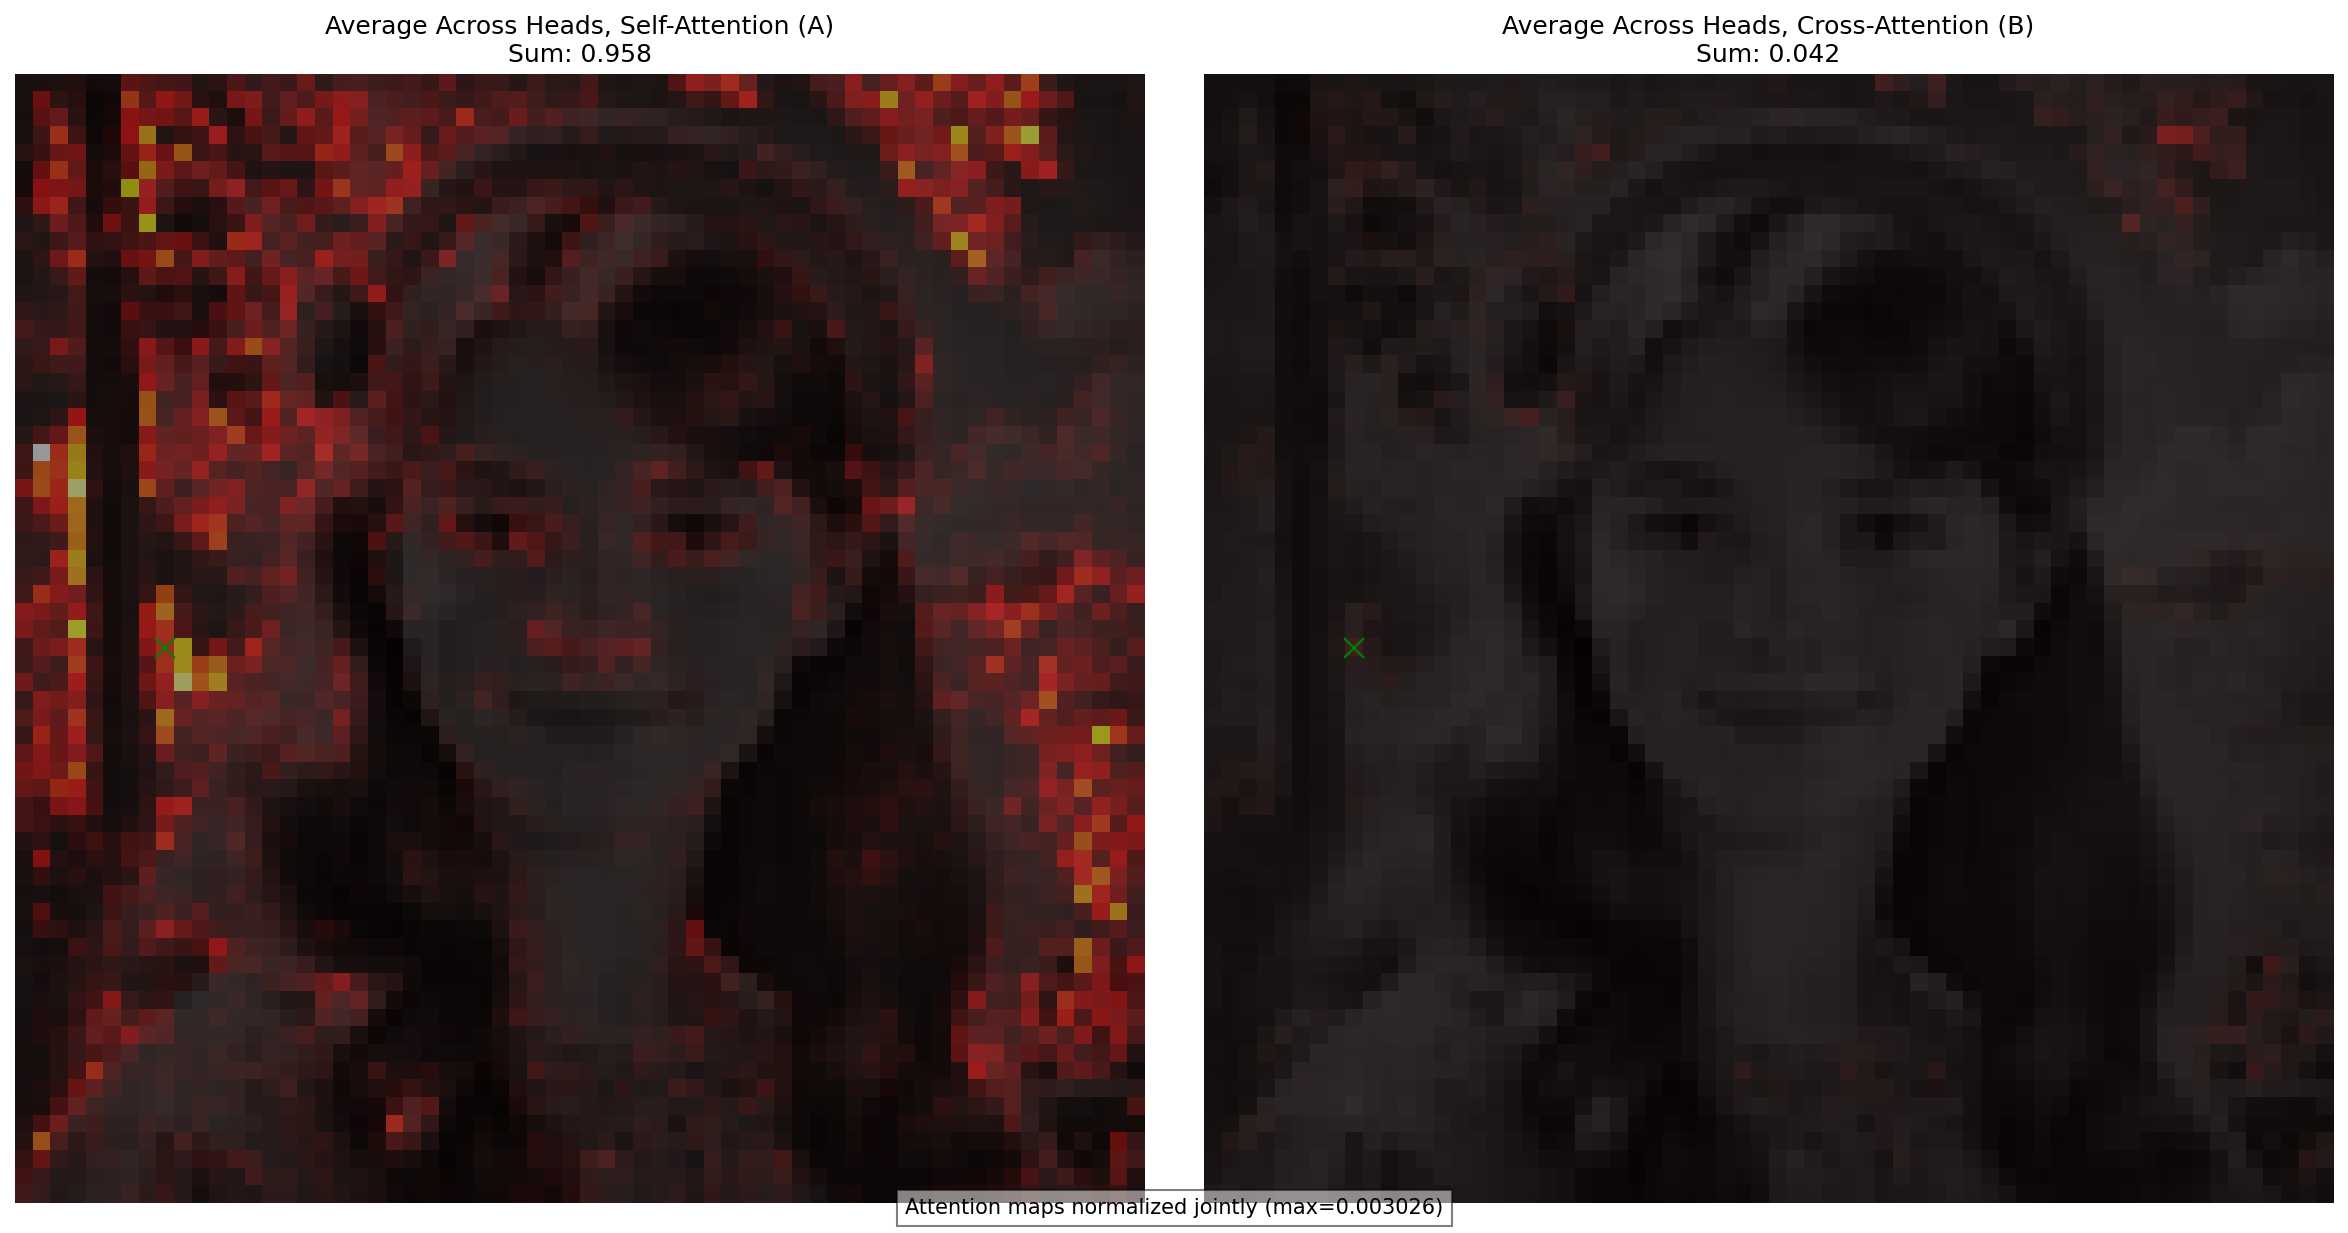 Average Across Heads, Self-Attention (A)
Sum: 0.958
Average Across Heads, Cross-Attention (B)
Sum: 0.042
Attention maps normalized jointly (max=0.003026)